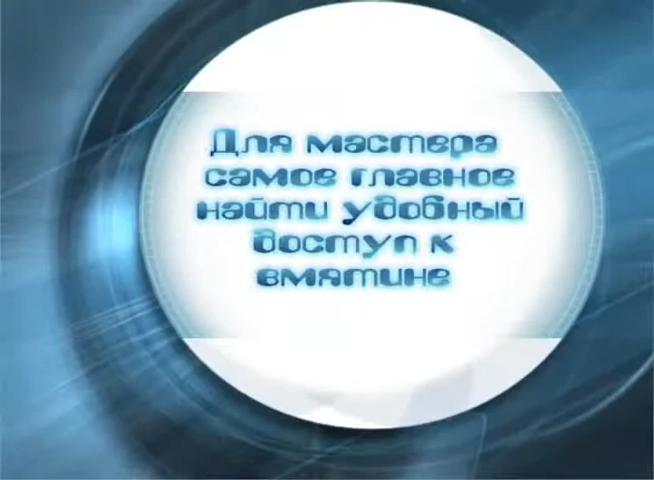 Для мастера
самое главное
найти удобный
доступ к
вмятине